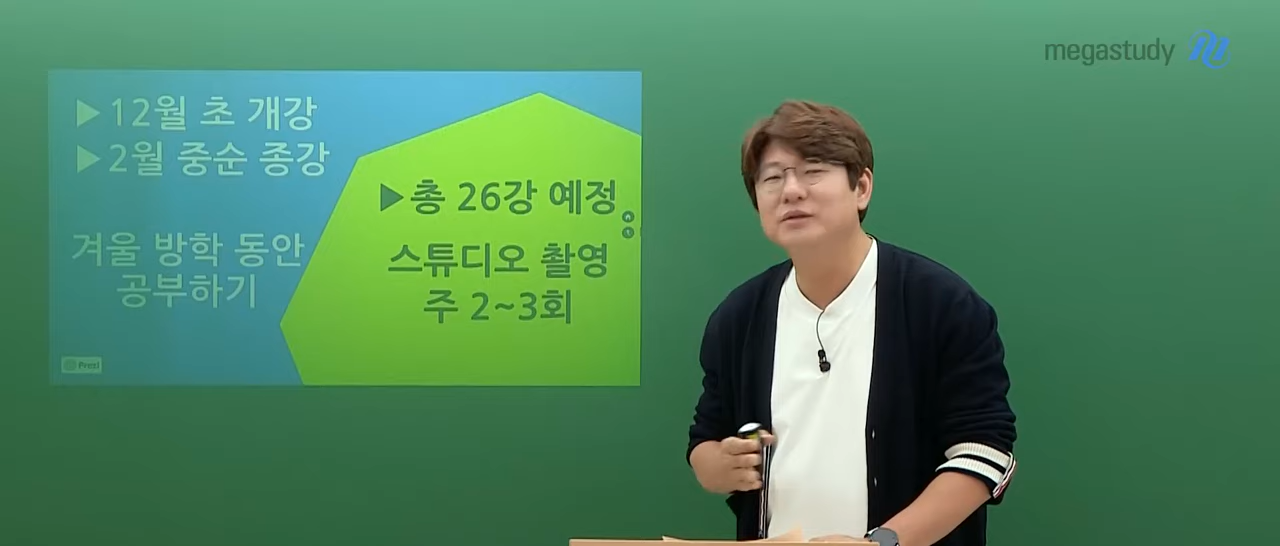 megastudy M
▶12월 초 개강
▶2월 중순 종강
겨울 방학 동안
공부하기
▶총 26강 예정
스튜디오 촬영
주 2~3회
Prezi